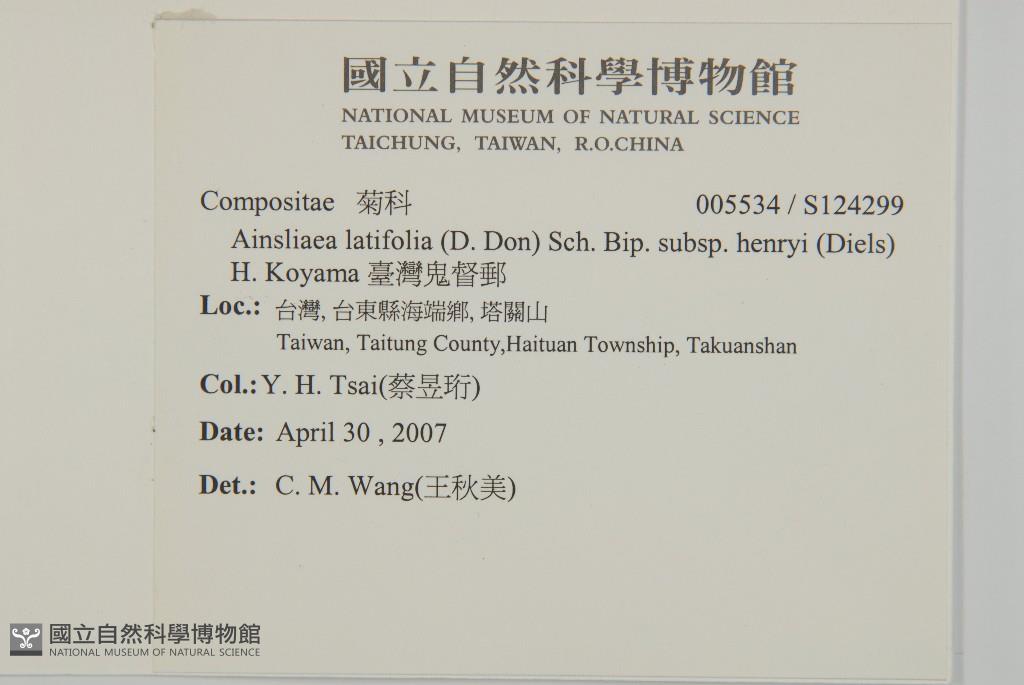 國立自然科學博物館
NATIONAL MUSEUM OF NATURAL SCIENCE
TAICHUNG, TAIWAN, R.O.CHINA
Compositae 菊科 005534 / S124299
Ainsliaea latifolia (D. Don) Sch. Bip. subsp. henryi (Diels)
H. Koyama 臺灣鬼督郵
Loc.: 台灣, 台東縣海端鄉, 塔關山
Taiwan, Taitung County,Haituan Township, Takuanshan
Col.: Y. H. Tsai(蔡昱珩)
Date: April 30 , 2007
Det.: C. M. Wang(王秋美)
國立自然科學博物館
NATIONAL MUSEUM OF NATURAL SCIENCE